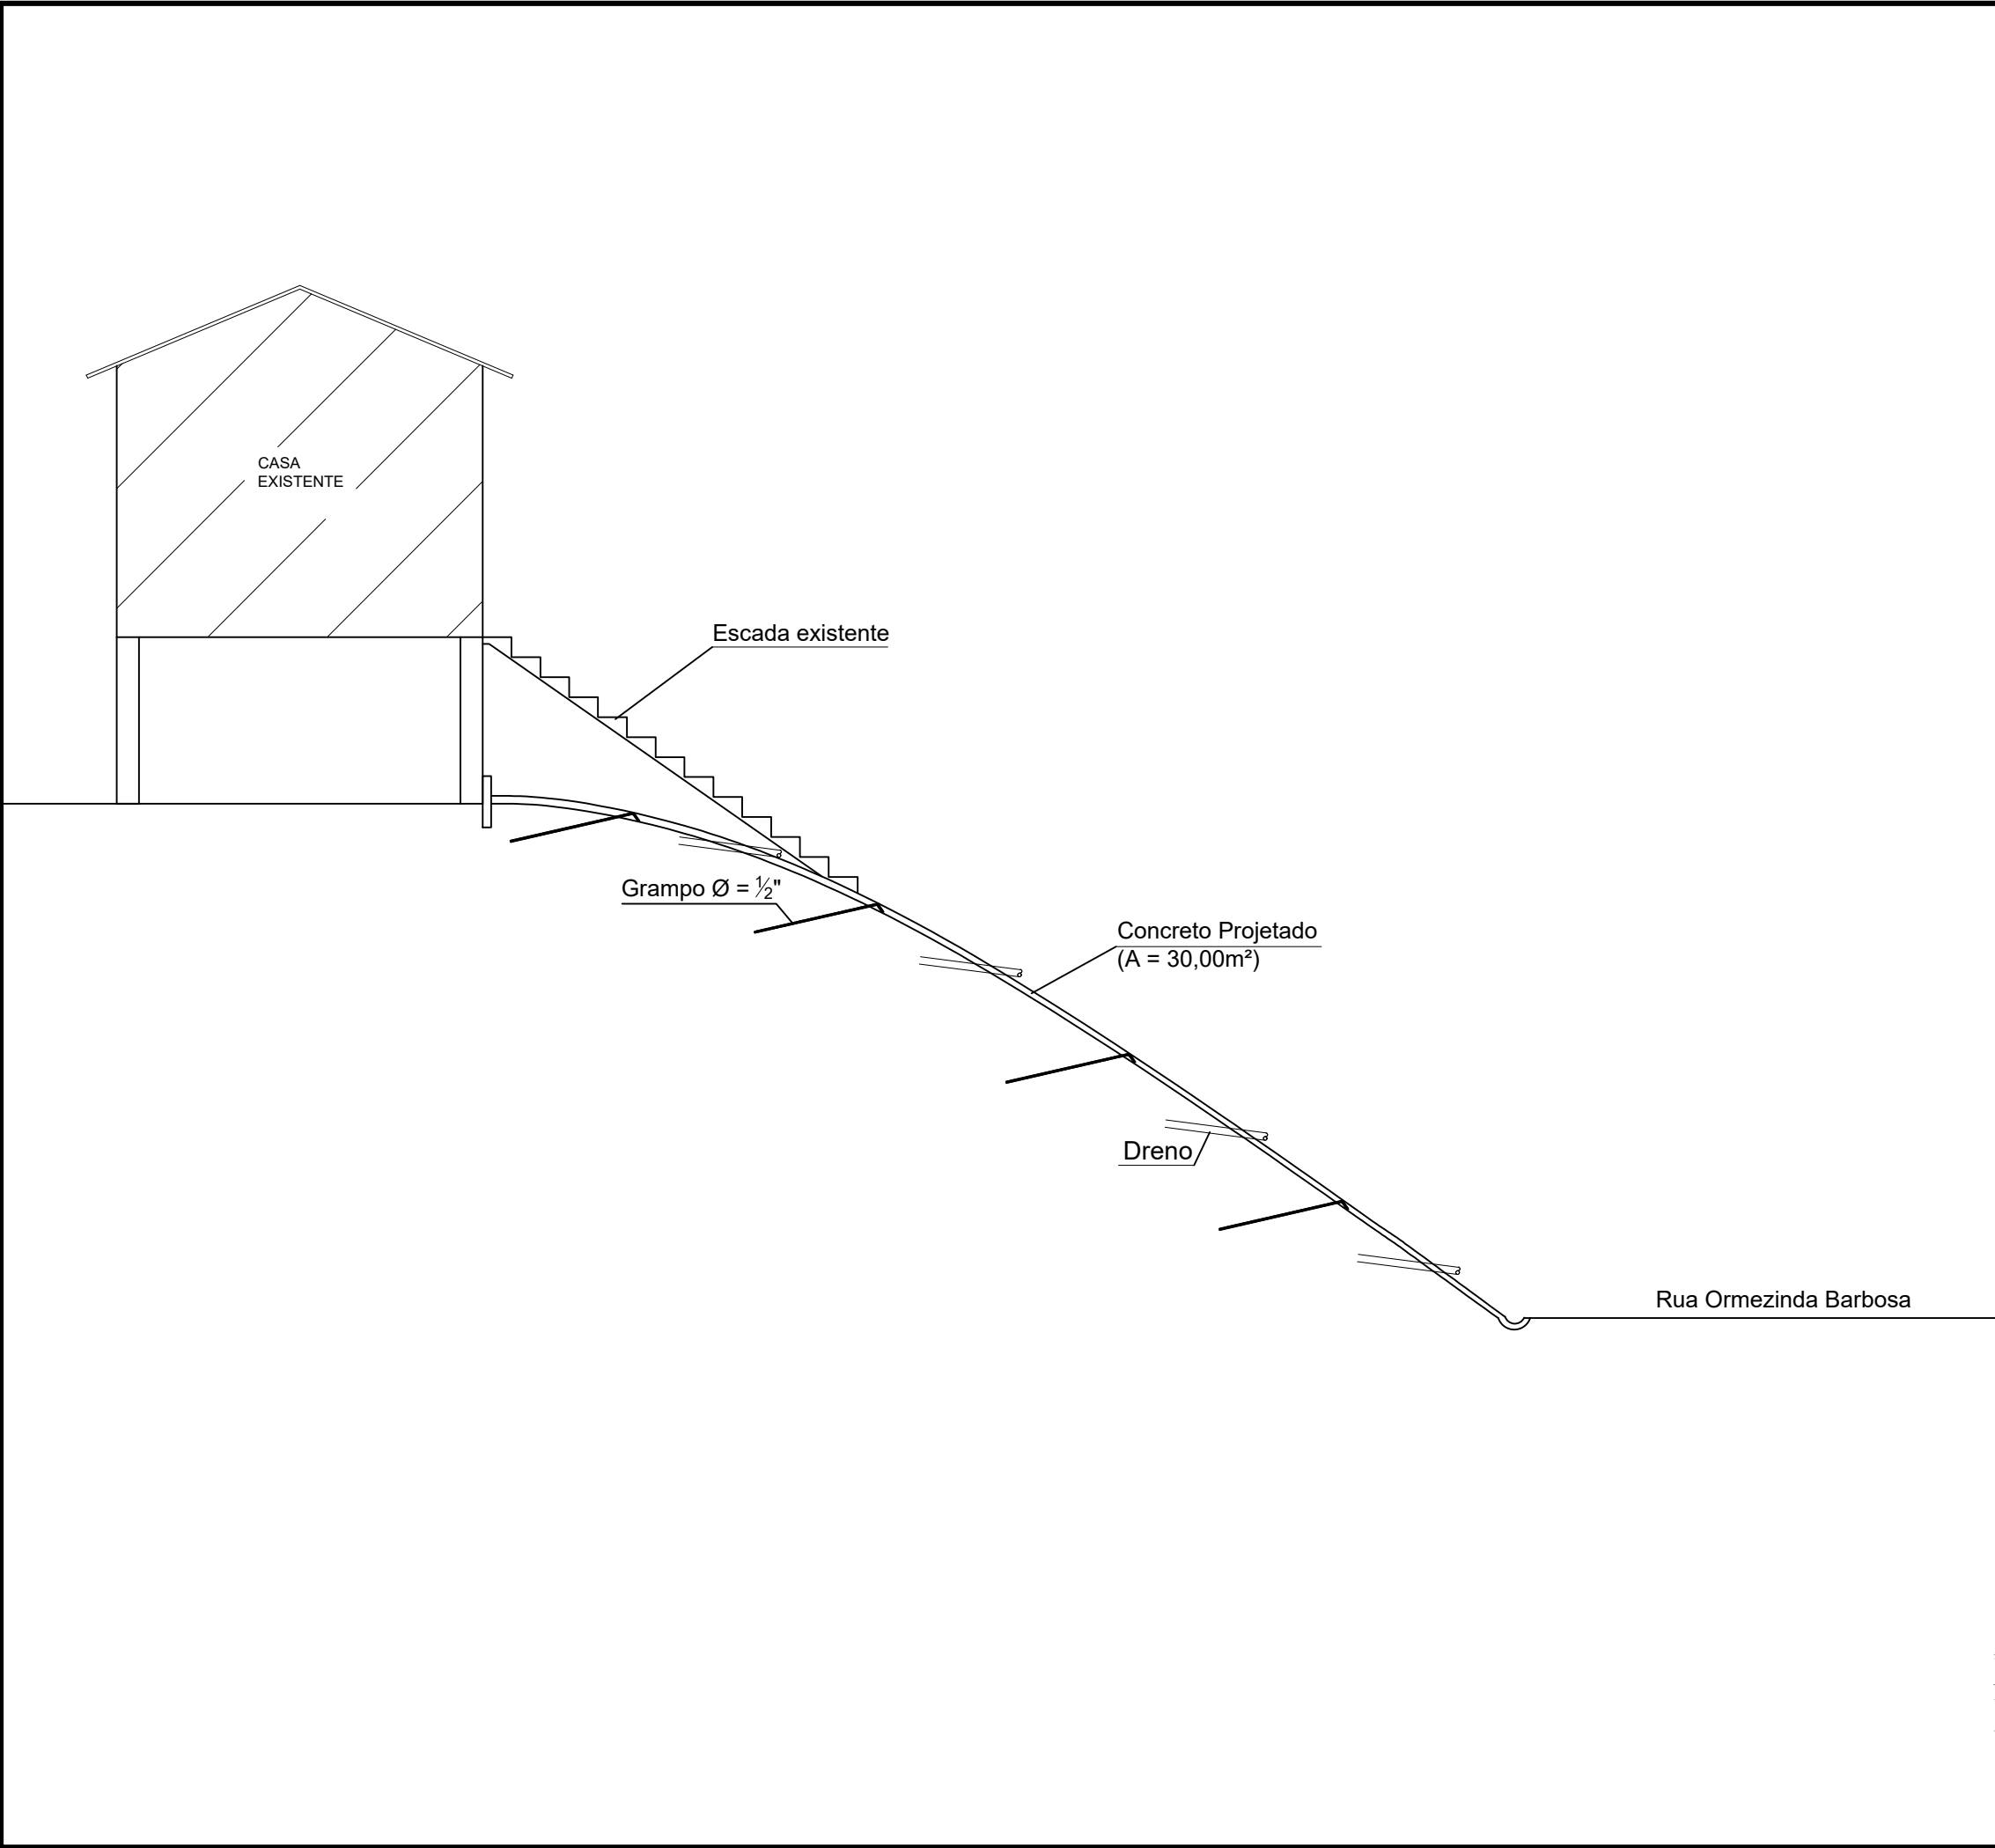 CASA
EXISTENTE
Escada existente
Grampo Ø = ½"
Concreto Projetado
(A = 30,00m²)
Dreno
Rua Ormezinda Barbosa